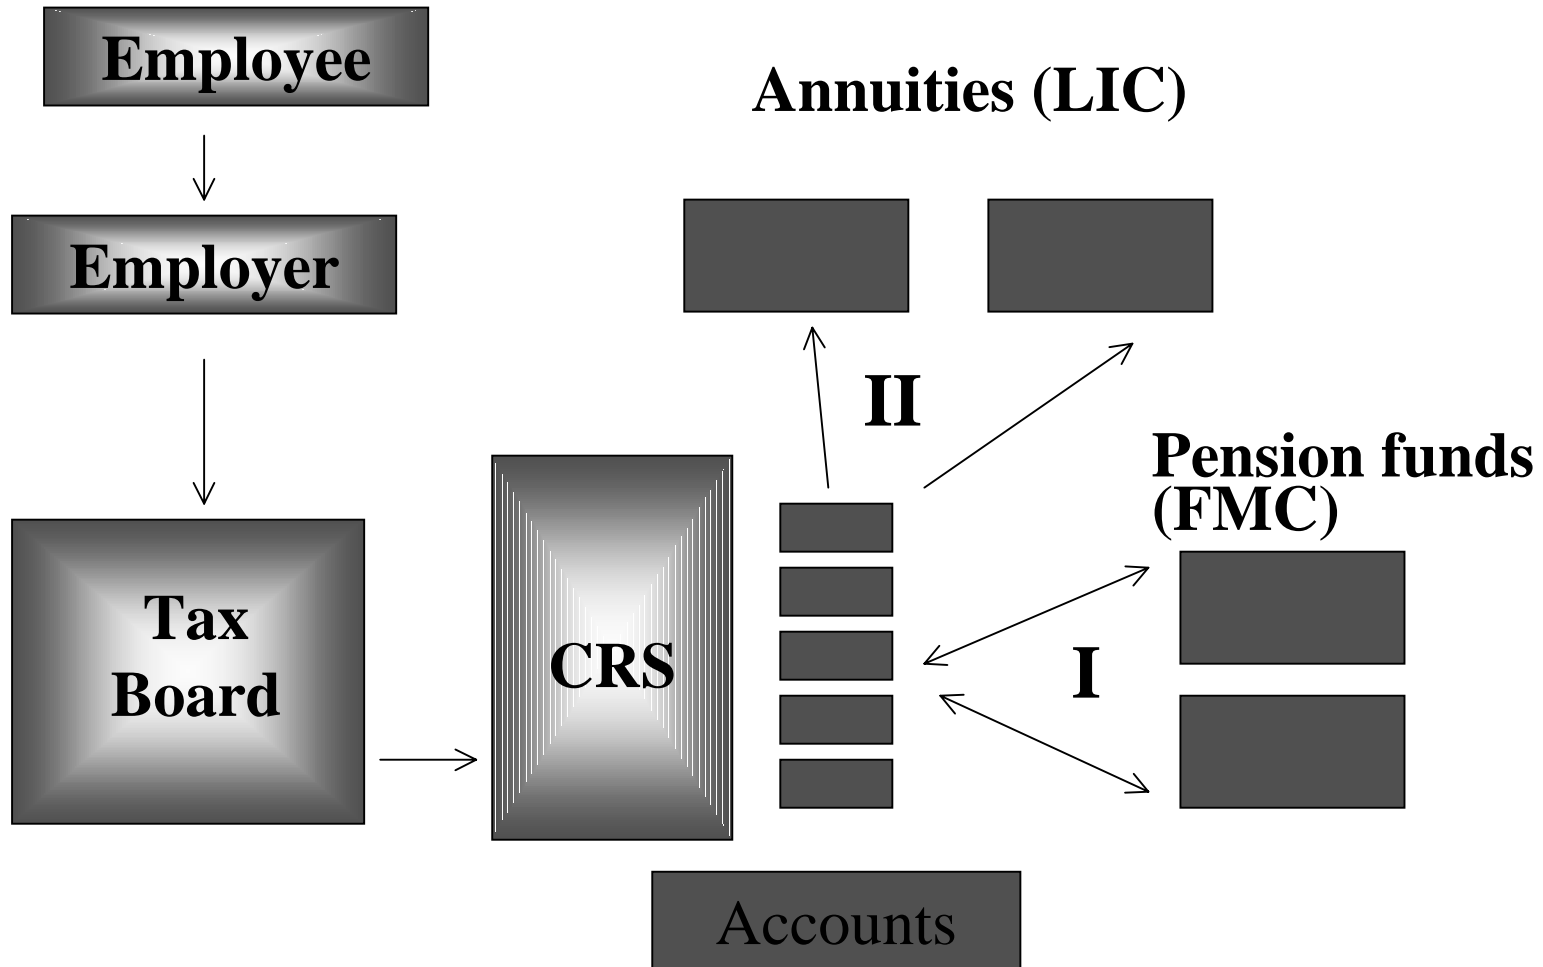 Employee
Annuities (LIC)
Employer
II
Pension funds
(FMC)
Tax
Board
CRS
I
Accounts